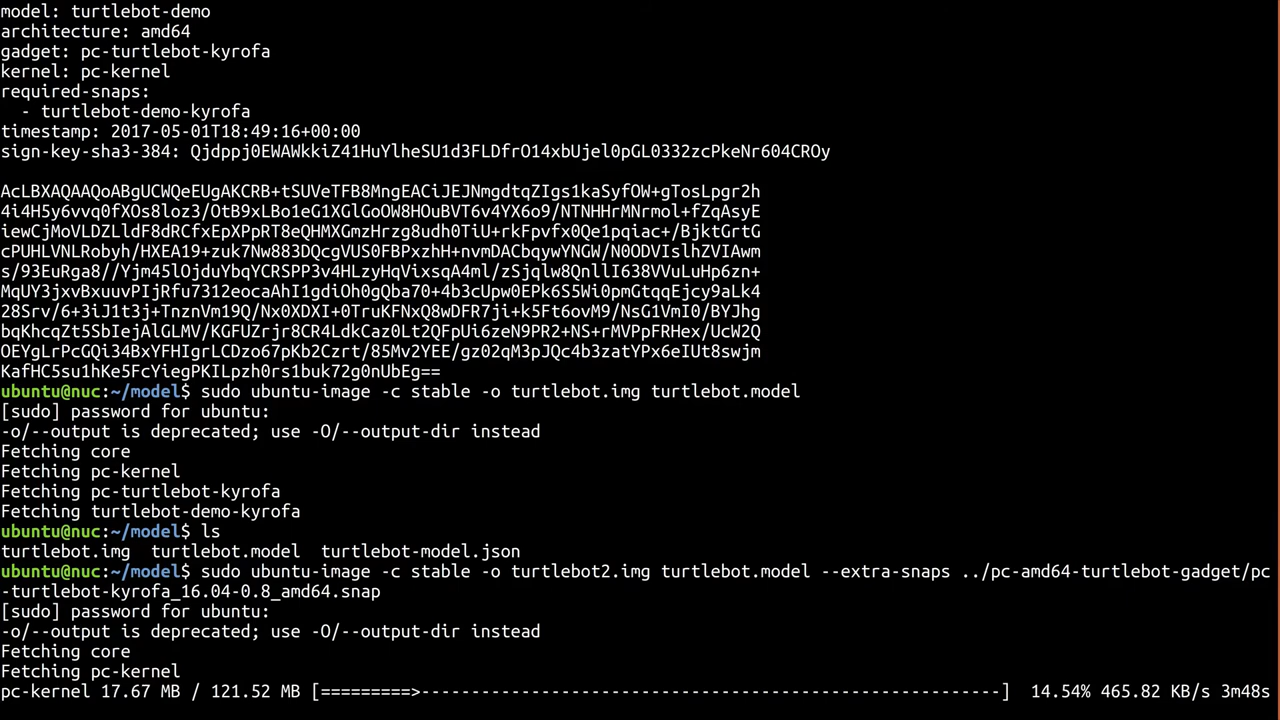 model: turtlebot-demo
architecture: amd64
gadget: pc-turtlebot-kyrofa
kernel: pc-kernel
required-snaps:
  - turtlebot-demo-kyrofa
timestamp: 2017-05-01T18:49:16+00:00
sign-key-sha3-384: Qjdppj0EWAWkkiZ41HuYlheSU1d3FLDfrO14xbUjel0pGL0332zcPkeNr604CROy
AcLBXAQAAQoABgUCWQeEUgAKCRB+tSUVeTFB8MngEACiJEJNmgdtqZIgs1kaSyfOW+gTosLpgr2h
4i4H5y6vvq0fXOs8loz3/OtB9xLBo1eG1XGlGoOW8HOuBVT6v4YX6o9/NTNHHrMNrmol+fZqAsyE
iewCjMoVLDZLldF8dRCfxEpXPpRT8eQHMXGmzHrzg8udh0TiU+rkFpvfx0Qe1pqiac+/BjktGrtG
cPUHLVNLRobyh/HXEA19+zuk7Nw883DQcgVUS0FBPxzhH+nvmDACbqywYNGW/N0ODVIslhZVIAwm
s/93EuRga8//Yjm45lOjduYbqYCRSPP3v4HLzyHqVixsqA4ml/zSjqlw8QnllI638VVuLuHp6zn+
MqUY3jxvBxuuvPIjRfu7312eocaAhI1gdiOh0gQba70+4b3cUpw0EPk6S5Wi0pmGtqqEjcy9aLk4
28Srv/6+3iJ1t3j+TnznVm19Q/Nx0XDXI+0TruKFNxQ8wDFR7ji+k5Ft6ovM9/NsG1VmI0/BYJhg
bqKhcqZt5SbIejAlGLMV/KGFUZrjr8CR4LdkCaz0Lt2QFpUi6zeN9PR2+NS+rMVPpFRHex/UcW2Q
OEYgLrPcGQi34BxYFHIgrLCDzo67pKb2Czrt/85Mv2YEE/gz02qM3pJQc4b3zatYPx6eIUt8swjm
KafHC5su1hKe5FcYiegPKILpzh0rs1buk72g0nUbEg==
ubuntu@nuc:~/model$ sudo ubuntu-image -c stable -o turtlebot.img turtlebot.model
[sudo] password for ubuntu:
-o/--output is deprecated; use -O/--output-dir instead
Fetching core
Fetching pc-kernel
Fetching pc-turtlebot-kyrofa
Fetching turtlebot-demo-kyrofa
ubuntu@nuc:~/model$ ls
turtlebot.img  turtlebot.model  turtlebot-model.json
ubuntu@nuc:~/model$ sudo ubuntu-image -c stable -o turtlebot2.img turtlebot.model --extra-snaps ../pc-amd64-turtlebot-gadget/pc
-turtlebot-kyrofa_16.04-0.8_amd64.snap
[sudo] password for ubuntu:
-o/--output is deprecated; use -O/--output-dir instead
Fetching core
Fetching pc-kernel
pc-kernel 17.67 MB / 121.52 MB [=========>----------------------------------------------------------]  14.54% 465.82 KB/s 3m48s